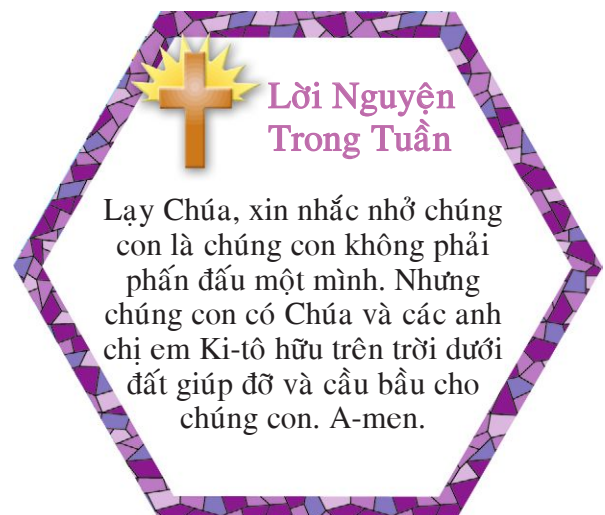 Lời Nguyện
Trong Tuần
Lạy Chúa, xin nhắc nhở chúng
con là chúng con không phải
phấn đấu một mình. Nhưng
chúng con có Chúa và các anh
chị em Ki-tô hữu trên trời dưới
đất giúp đỡ và cầu bầu cho
chúng con. A-men.